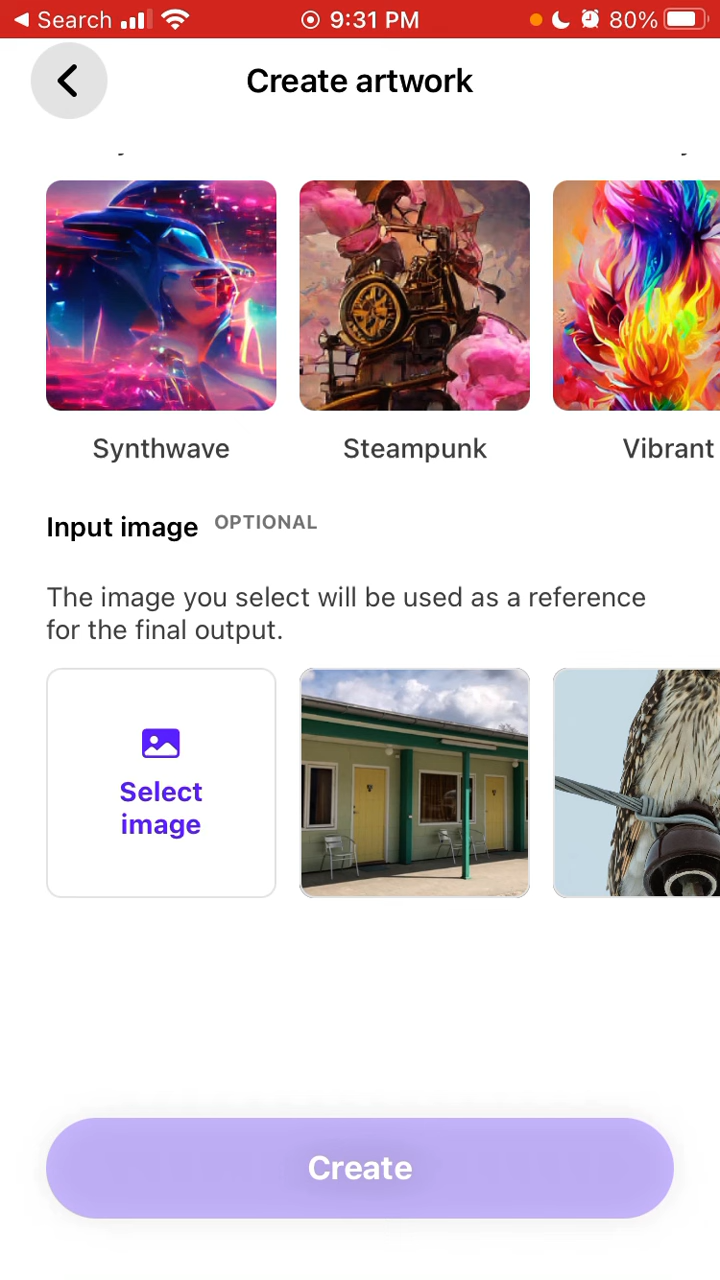 Search
9:31 PM
80%
Create artwork
Synthwave
Steampunk
Vibrant
Input image OPTIONAL
The image you select will be used as a reference
for the final output.
Select
image
Create